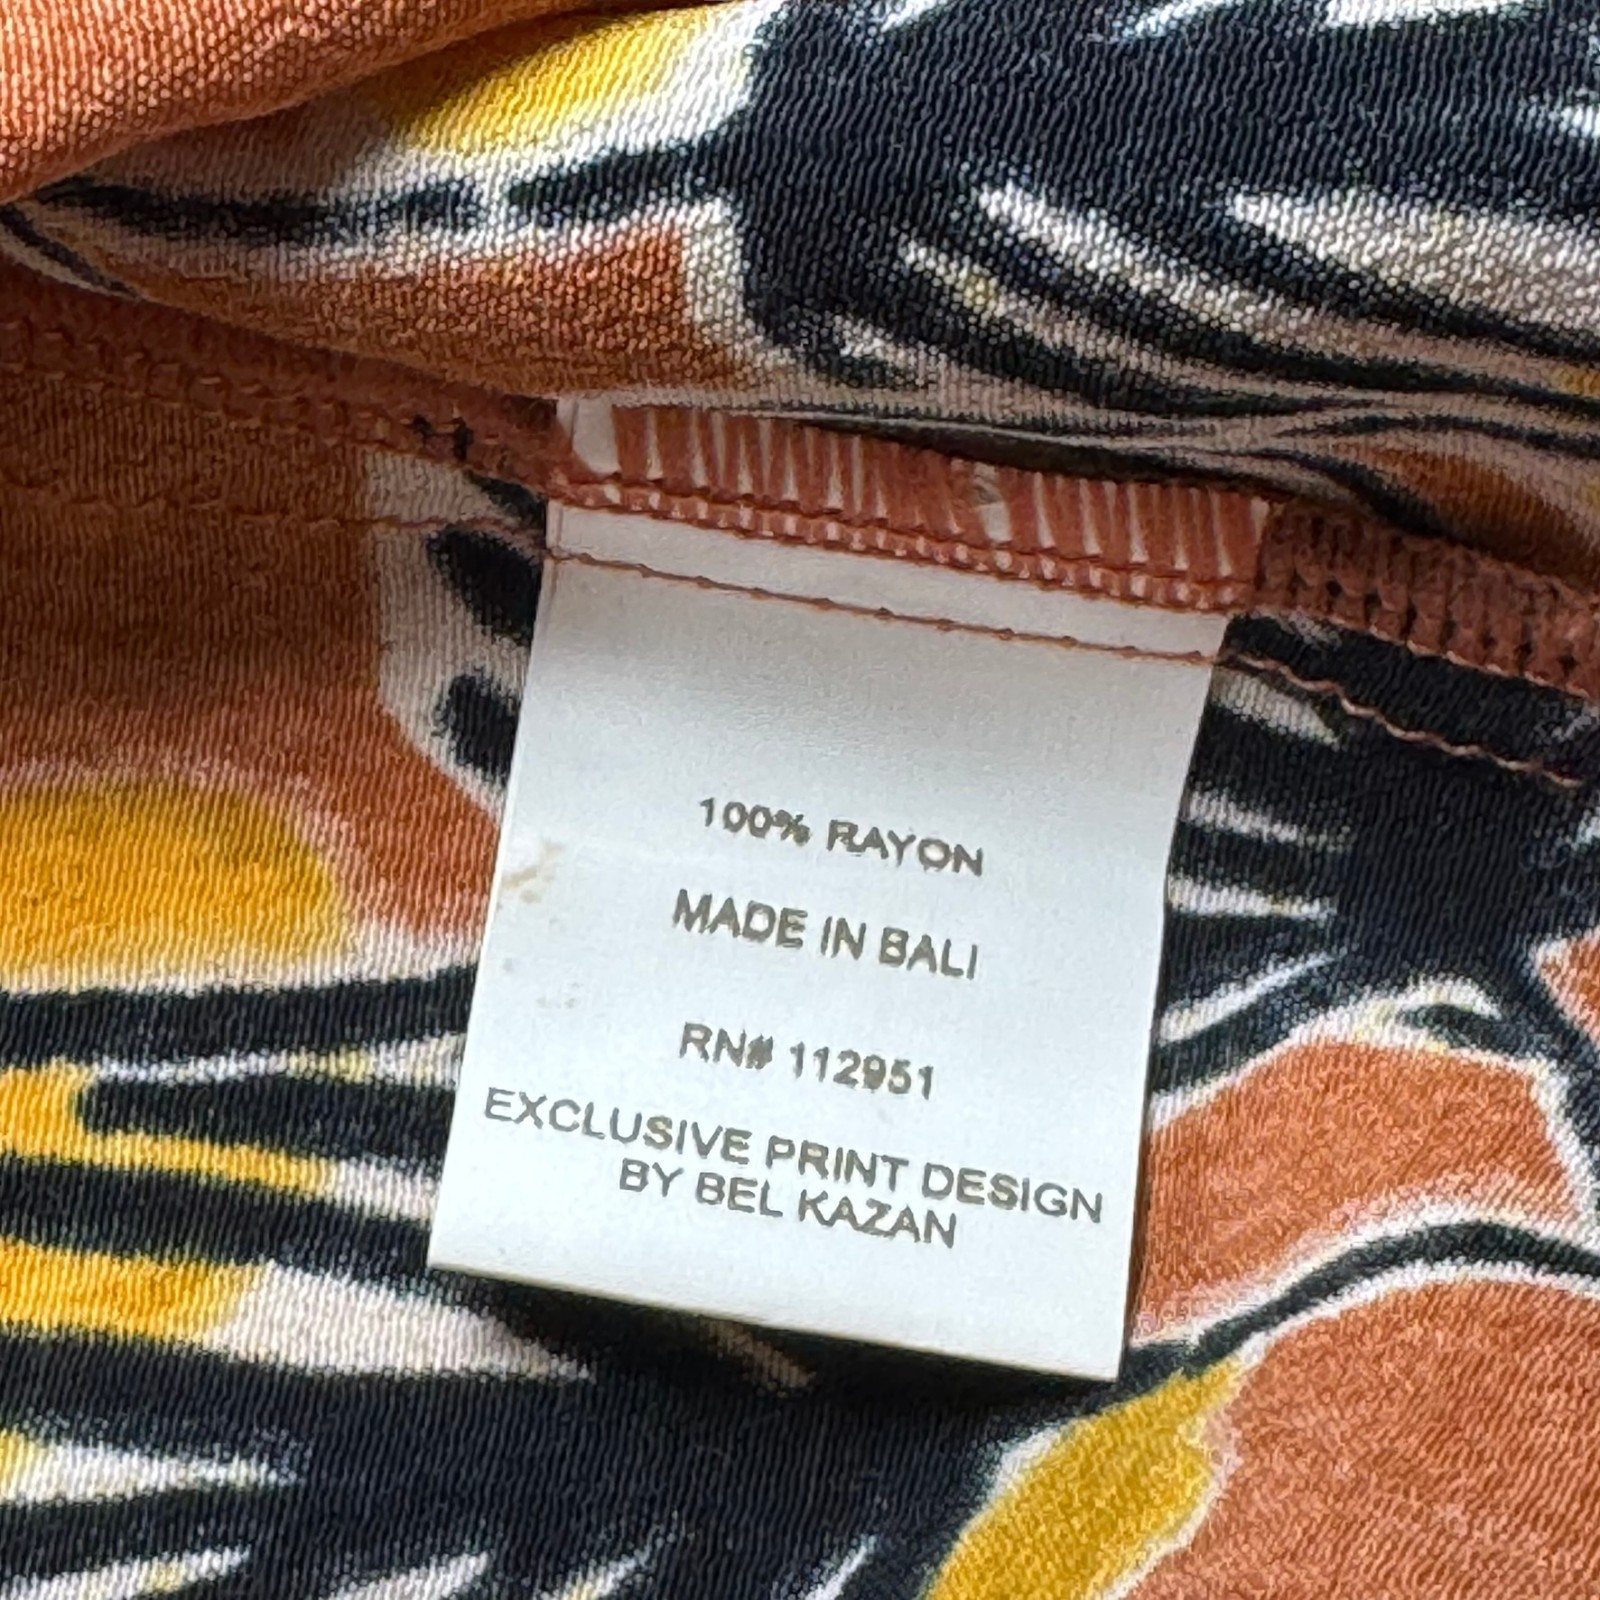 100% RAYON
MADE IN BALI
RN# 112951
EXCLUSIVE PRINT DESIGN
BY BEL KAZAN